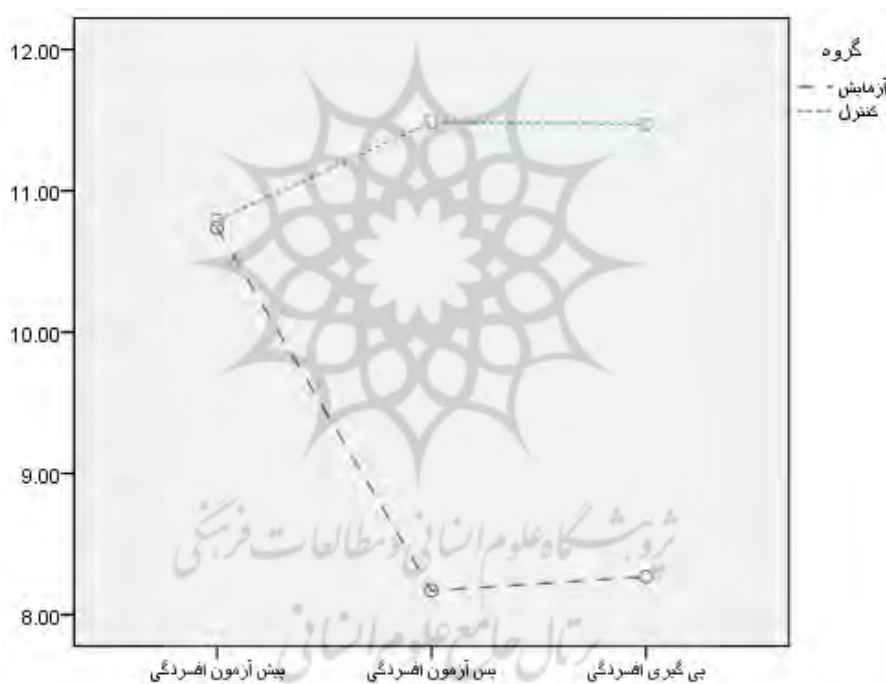 گروه
آزمایش
کنترل
12.00
11.00
10.00
9.00
8.00
پژوهشگاه علوم انسانی و مطالعات فرهنگی
پرتال جامع علوم انسانی
پیش آزمون افسردگی
پس آزمون افسردگی
پی گیری افسردگی